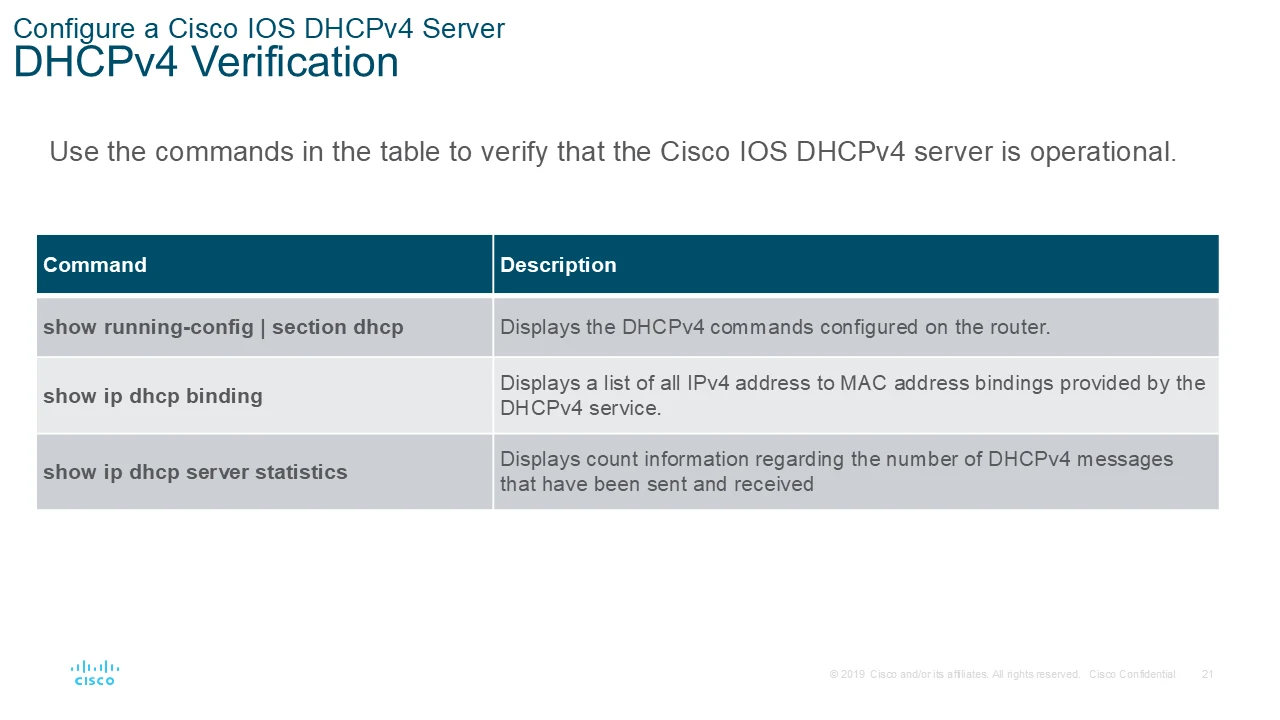 Configure a Cisco IOS DHCPv4 Server
DHCPv4 Verification
Use the commands in the table to verify that the Cisco IOS DHCPv4 server is operational.
Command
Description
show running-config | section dhcp
Displays the DHCPv4 commands configured on the router.
show ip dhcp binding
Displays a list of all IPv4 address to MAC address bindings provided by the
DHCPv4 service.
show ip dhcp server statistics
Displays count information regarding the number of DHCPv4 messages
that have been sent and received
CISCO
© 2019 Cisco and/or its affiliates. All rights reserved. Cisco Confidential
21